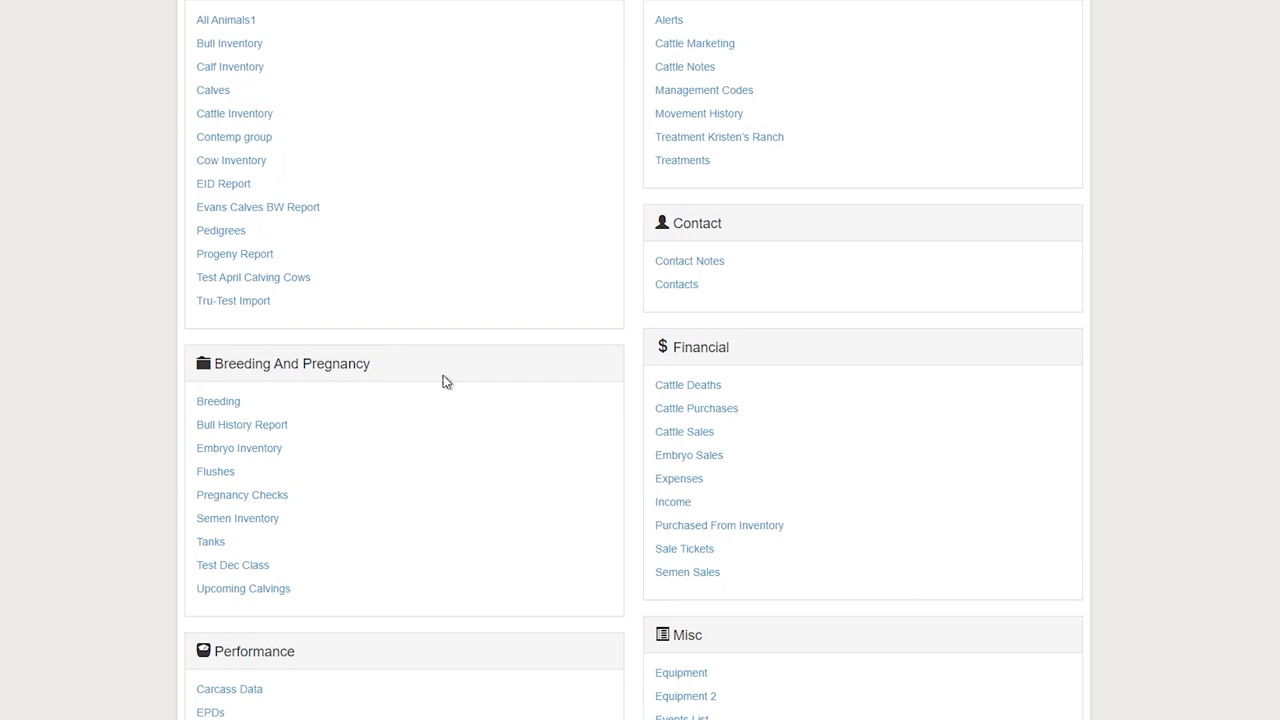 All Animals1
Bull Inventory
Calf Inventory
Calves
Cattle Inventory
Contemp group
Cow Inventory
EID Report
Evans Calves BW Report
Pedigrees
Progeny Report
Test April Calving Cows
Tru-Test Import
Breeding And Pregnancy
Breeding
Bull History Report
Embryo Inventory
Flushes
Pregnancy Checks
Semen Inventory
Tanks
Test Dec Class
Upcoming Calvings
Performance
Carcass Data
EPDs
Alerts
Cattle Marketing
Cattle Notes
Management Codes
Movement History
Treatment Kristen's Ranch
Treatments
Contact
Contact Notes
Contacts
$ Financial
Cattle Deaths
Cattle Purchases
Cattle Sales
Embryo Sales
Expenses
Income
Purchased From Inventory
Sale Tickets
Semen Sales
Misc
Equipment
Equipment 2
Events List